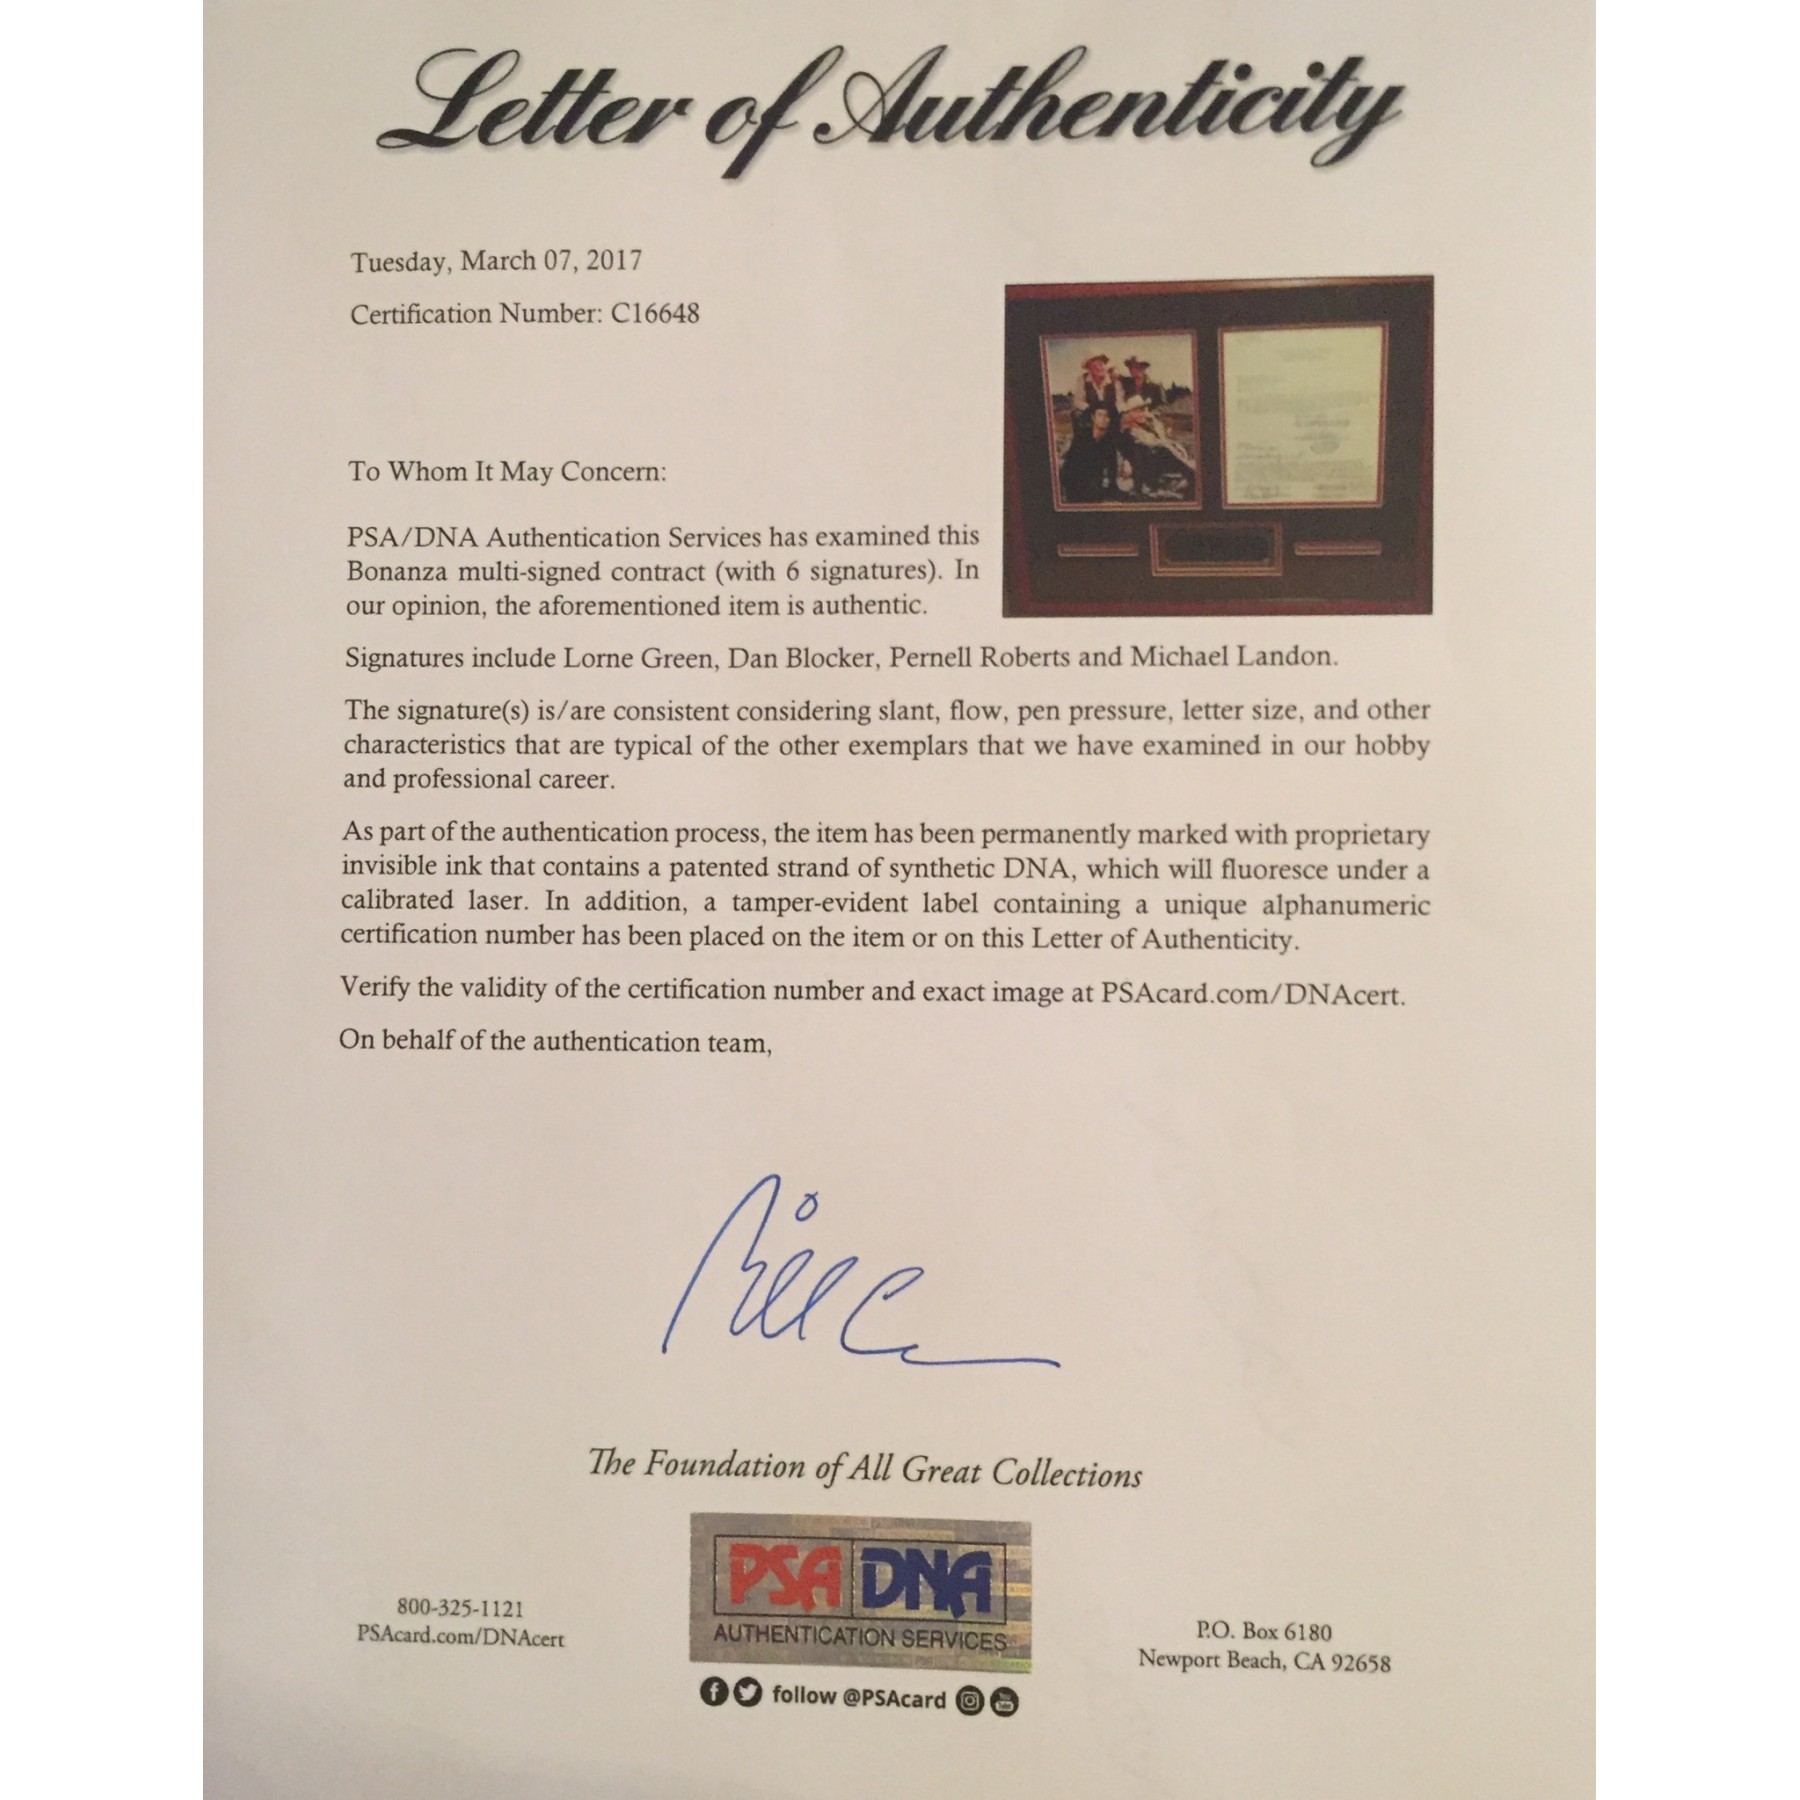 Letter of Authenticity
Tuesday, March 07, 2017
Certification Number: C16648
To Whom It May Concern:
PSA/DNA Authentication Services has examined this
Bonanza multi-signed contract (with 6 signatures). In
our opinion, the aforementioned item is authentic.
Signatures include Lorne Green, Dan Blocker, Pernell Roberts and Michael Landon.
The signature(s) is/are consistent considering slant, flow, pen pressure, letter size, and other
characteristics that are typical of the other exemplars that we have examined in our hobby
and professional career.
As part of the authentication process, the item has been permanently marked with proprietary
invisible ink that contains a patented strand of synthetic DNA, which will fluoresce under a
calibrated laser. In addition, a tamper-evident label containing a unique alphanumeric
certification number has been placed on the item or on this Letter of Authenticity.
Verify the validity of the certification number and exact image at PSAcard.com/DNAcert.
On behalf of the authentication team,
The Foundation of All Great Collections
PSA DNA
AUTHENTICATION SERVICES
800-325-1121
PSAcard.com/DNAcert
P.O. Box 6180
Newport Beach, CA 92658
follow @PSAcard